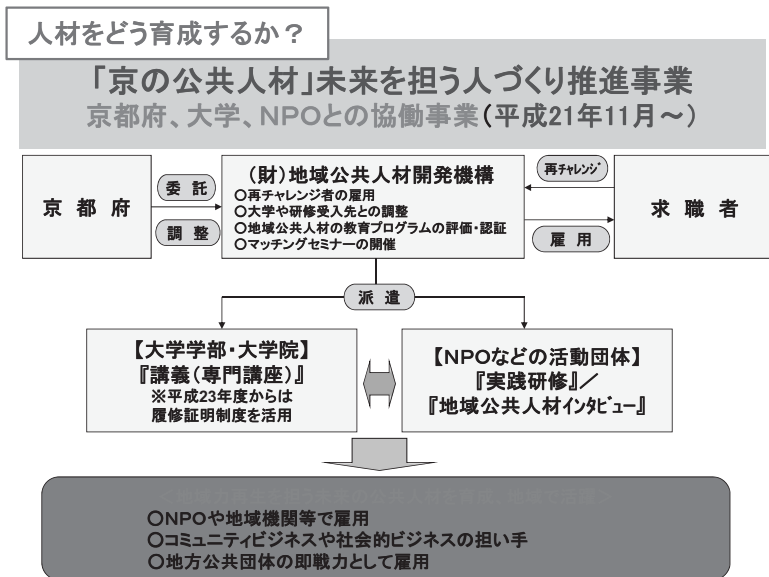 人材をどう育成するか？
「京の公共人材」未来を担う人づくり推進事業
京都府、大学、NPOとの協働事業（平成21年11月～）
京 都 府
委 託
調 整
（財）地域公共人材開発機構
○再チャレンジ者の雇用
○大学や研修受入先との調整
○地域公共人材の教育プログラムの評価・認証
○マッチングセミナーの開催
再チャレンジ
雇 用
求 職 者
派 遣
【大学学部・大学院】
『講義（専門講座）』
※平成23年度からは
履修証明制度を活用
【NPOなどの活動団体】
『実践研修』／
『地域公共人材インタビュー』
○NPOや地域機関等で雇用
○コミュニティビジネスや社会的ビジネスの担い手
○地方公共団体の即戦力として雇用